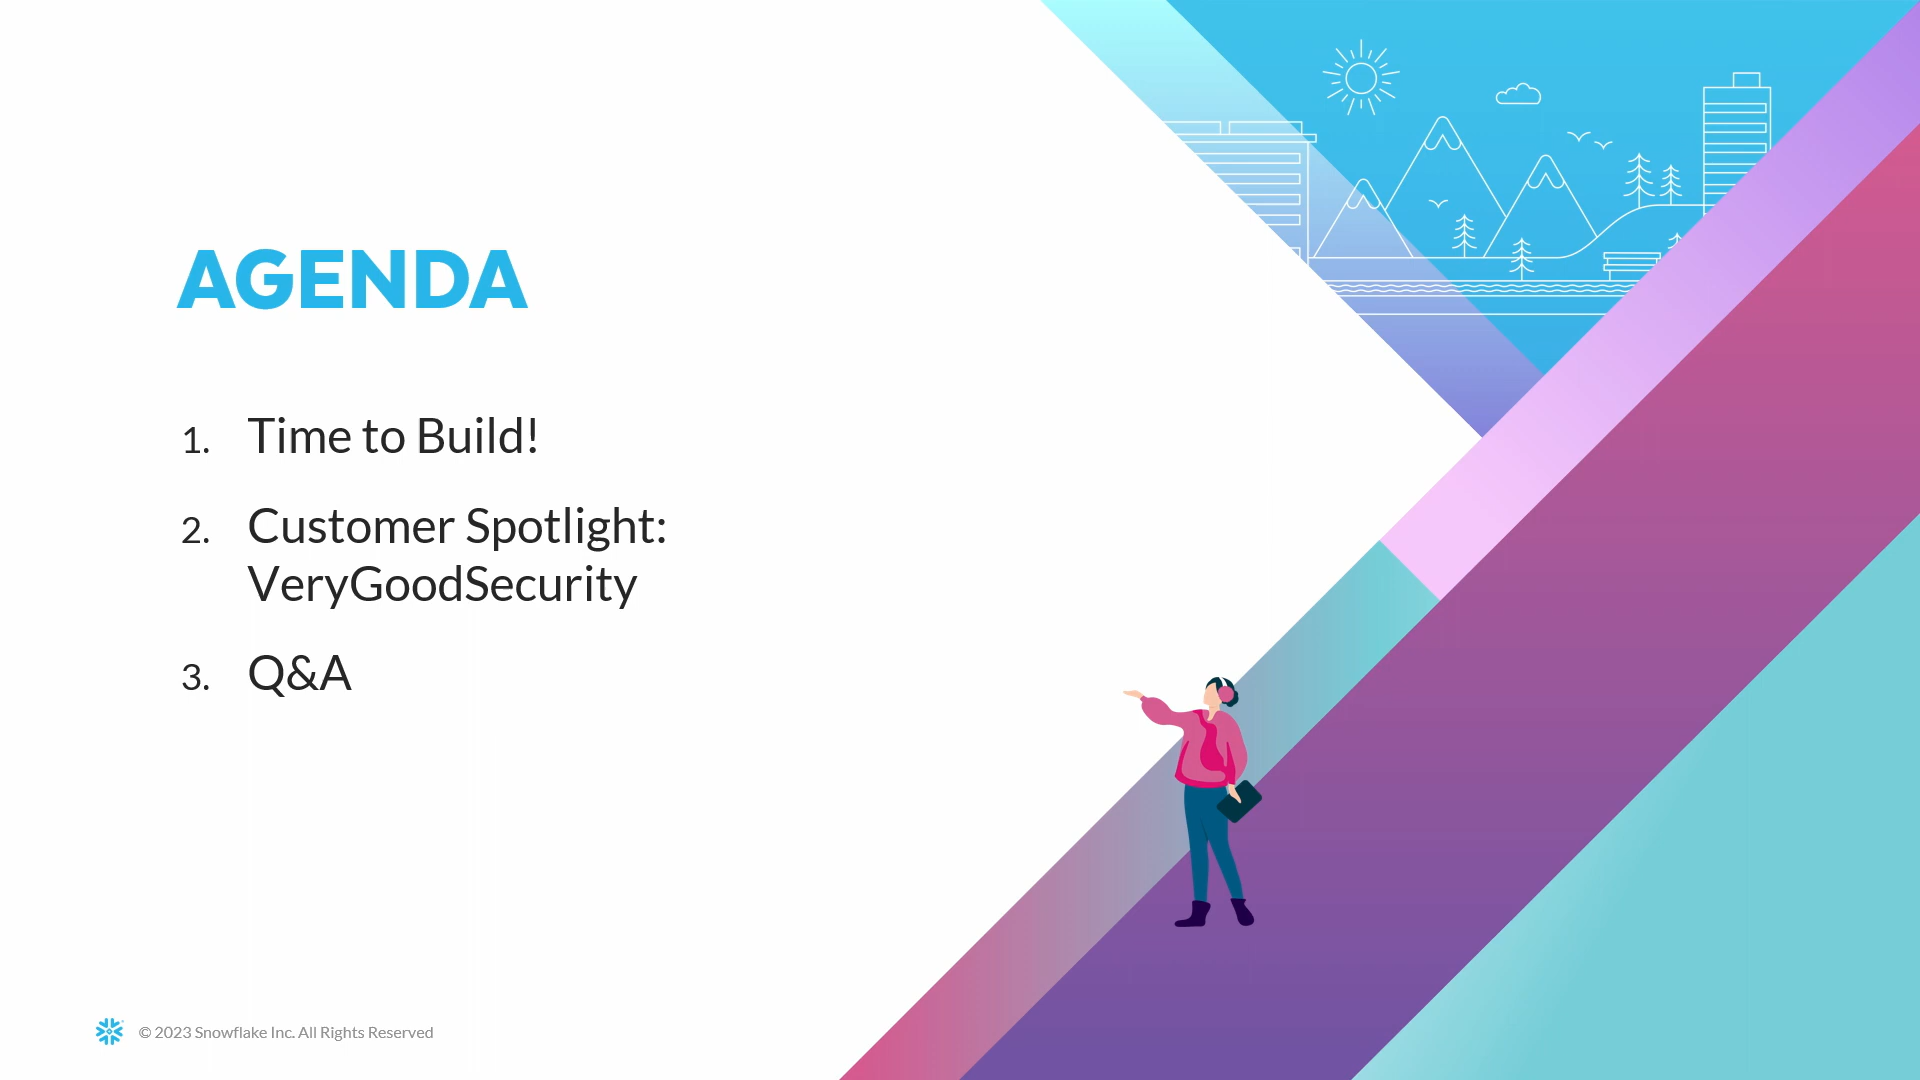 AGENDA
1. Time to Build!
2. Customer Spotlight:
VeryGoodSecurity
3. Q&A
© 2023 Snowflake Inc. All Rights Reserved